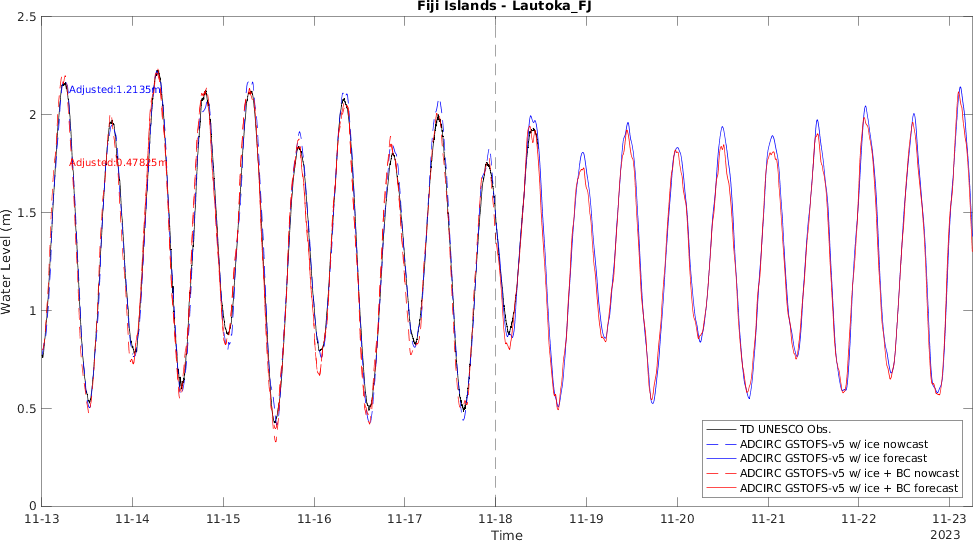 Fiji Islands - Lautoka_FJ
2.5
2
1.5
1
0.5
0
Water Level (m)
Adjusted:1.2135m
Adjusted:0.47825m
TD UNESCO Obs.
ADCIRC GSTOFS-v5 w/ ice nowcast
ADCIRC GSTOFS-v5 w/ ice forecast
ADCIRC GSTOFS-v5 w/ ice + BC nowcast
ADCIRC GSTOFS-v5 w/ ice + BC forecast
11-13 11-14 11-15 11-16 11-17 11-18 11-19 11-20 11-21 11-22 11-23
2023
Time